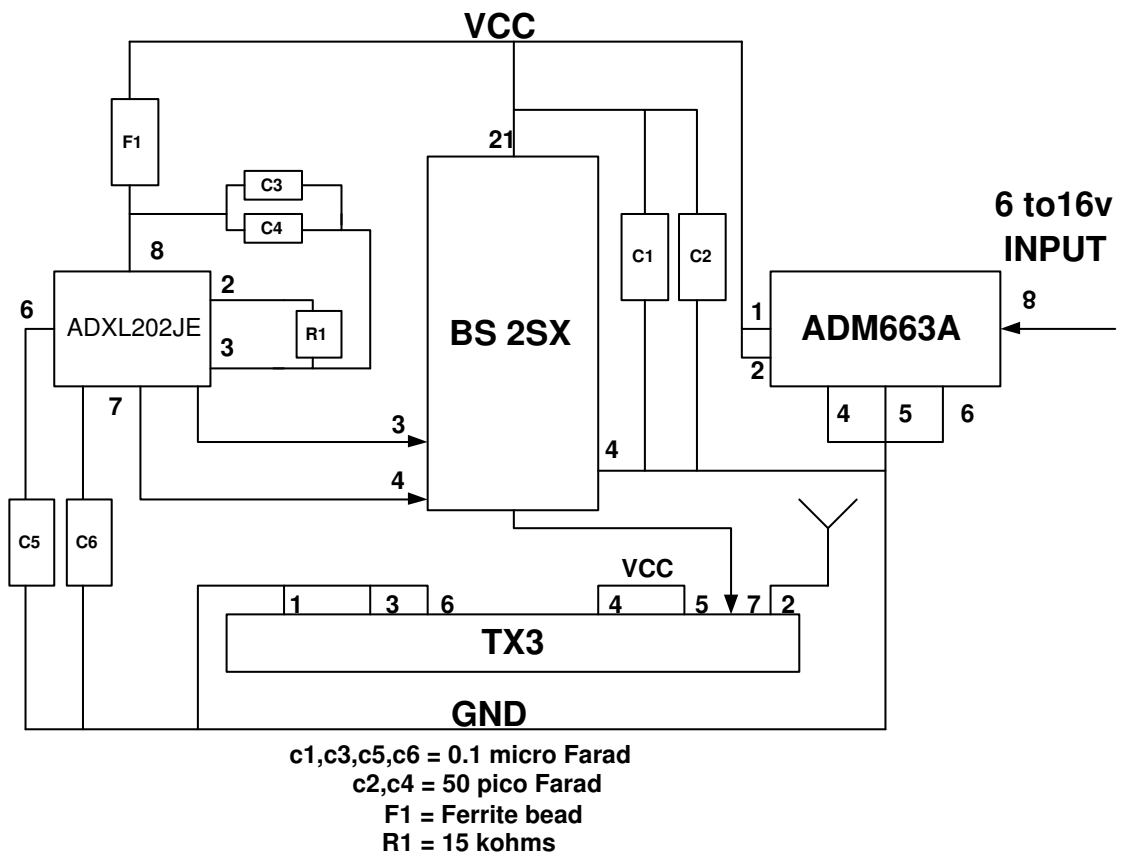 VCC
F1
21
C3
C4
8
6 to16v
INPUT
C1
C2
2
6
ADXL202JE
R1
3
BS 2SX
1
ADM663A
8
2
7
4
5
6
3
4
4
C5
C6
VCC
1
3
6
4
5
7
2
TX3
GND
c1,c3,c5,c6 = 0.1 micro Farad
c2,c4 = 50 pico Farad
F1 = Ferrite bead
R1 = 15 kohms